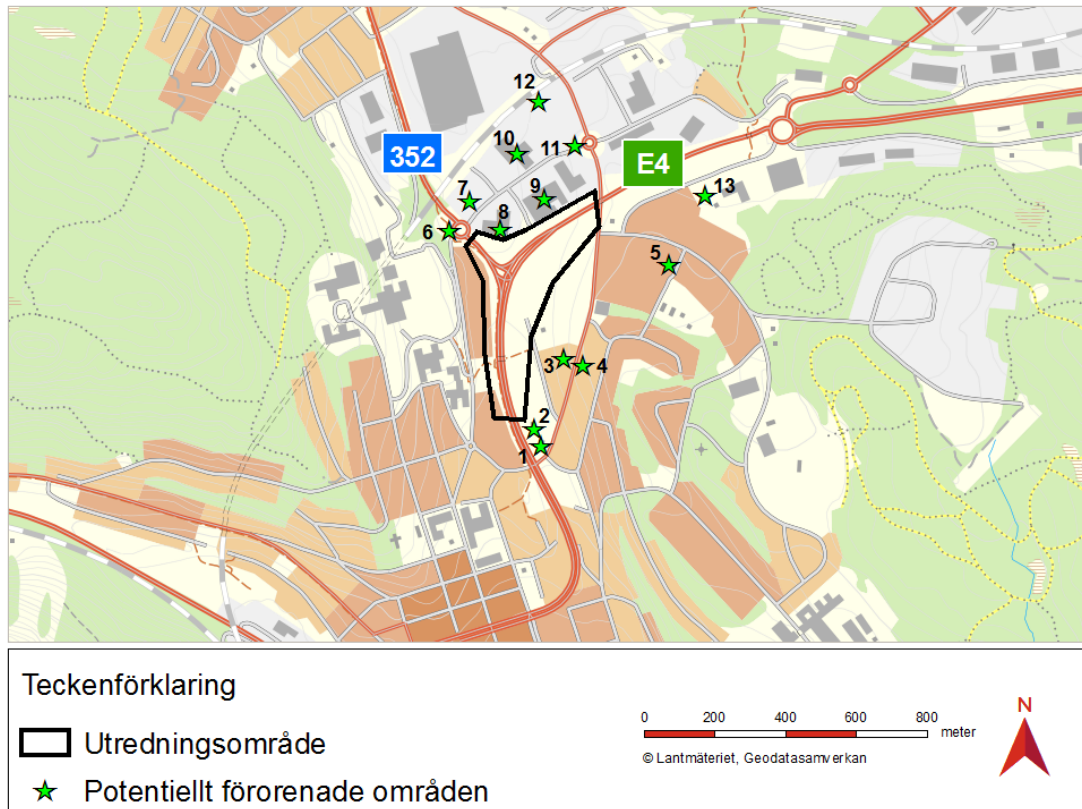 12
352
10
11
E4
7
9
13
8
6
5
3
4
2
1
Teckenförklaring
Utredningsområde
Potentiellt förorenade områden
0 200 400 600 800
meter
© Lantmäteriet, Geodatasamverkan
N